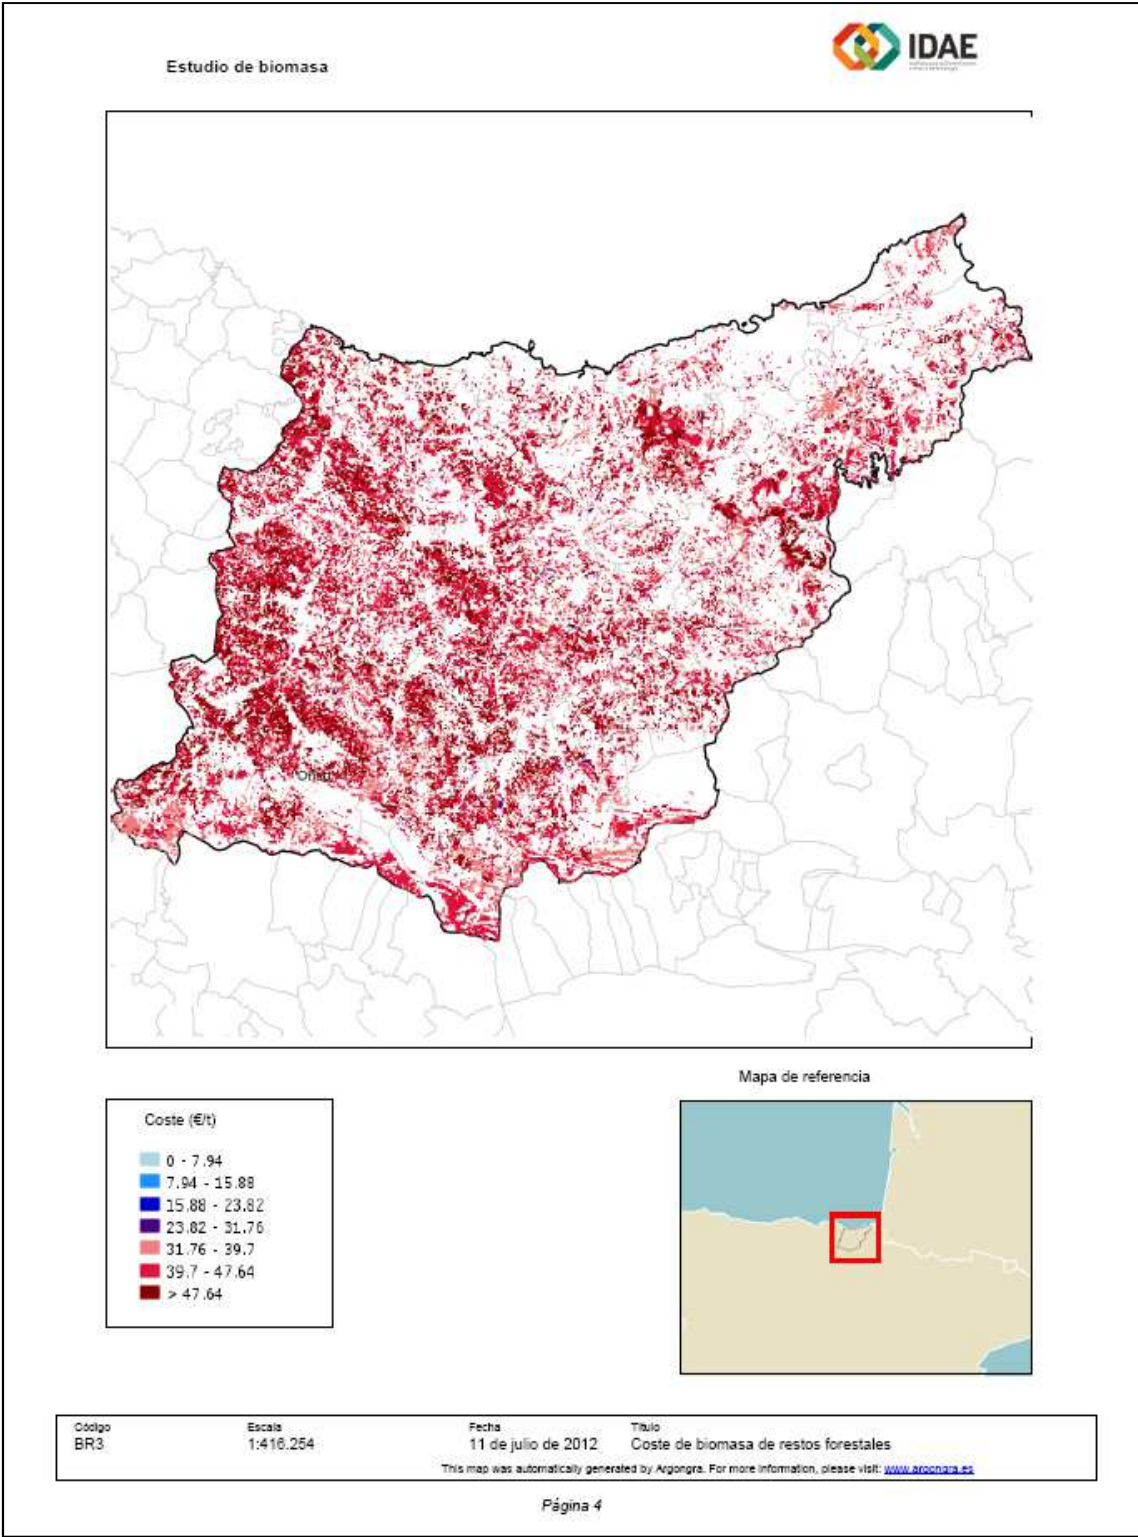 Estudio de biomasa
IDAE
Oñati
Mapa de referencia
Coste (€/t)
0 - 7.94
7.94 - 15.88
15.88 - 23.82
23.82 - 31.76
31.76 - 39.7
39.7 - 47.64
> 47.64
Código Escala Fecha Título
BR3 1:416.254 11 de julio de 2012 Coste de biomasa de restos forestales
This map was automatically generated by Argongra. For more information, please visit: www.argongra.es
Página 4